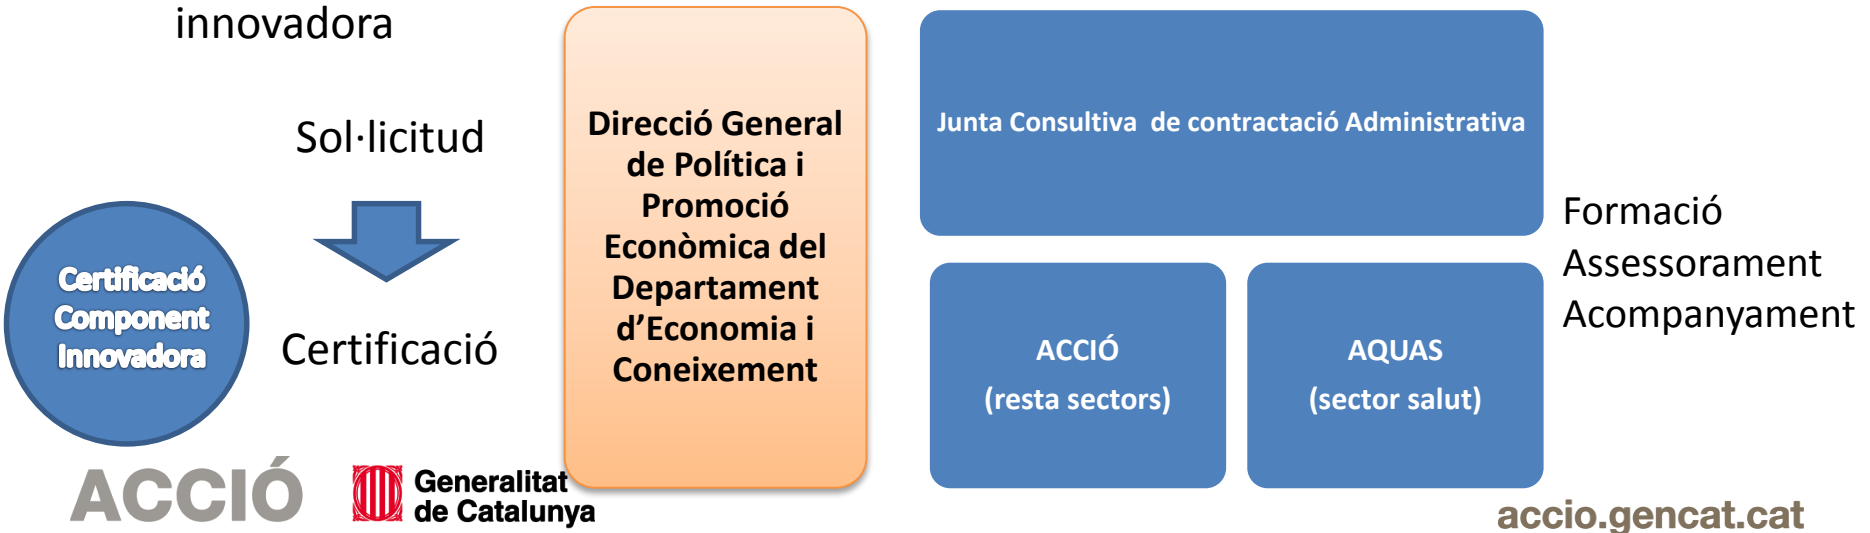 innovadora
Sol·licitud
Certificació
Certificació
Component
Innovadora
Direcció General
de Política i
Promoció
Econòmica del
Departament
d’Economia i
Coneixement
Junta Consultiva  de contractació Administrativa
ACCIÓ
(resta sectors)
AQUAS
(sector salut)
Formació
Assessorament
Acompanyament
ACCIÓ
Generalitat
de Catalunya
accio.gencat.cat